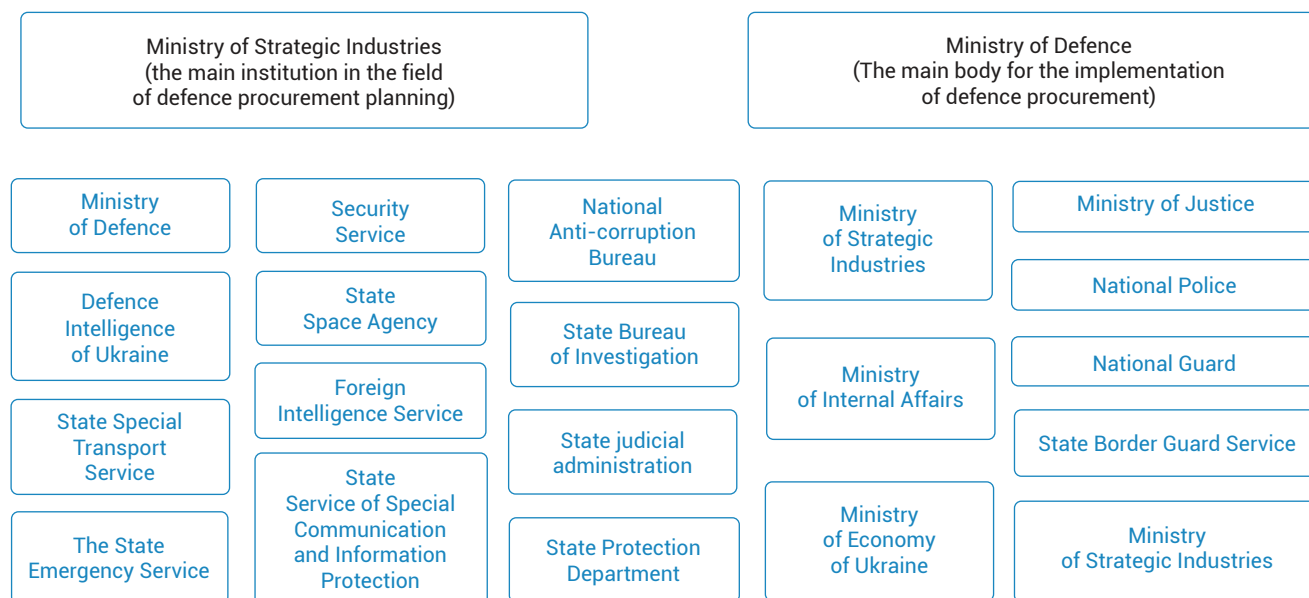 Ministry of Strategic Industries
(the main institution in the field
of defence procurement planning)
Ministry of Defence
(The main body for the implementation
of defence procurement)
Ministry
of Defence
Defence
Intelligence
of Ukraine
State Special
Transport
Service
The State
Emergency Service
Security
Service
State
Space Agency
Foreign
Intelligence Service
State
Service of Special
Communication
and Information
Protection
National
Anti-corruption
Bureau
State Bureau
of Investigation
State judicial
administration
State Protection
Department
Ministry
of Strategic
Industries
Ministry
of Internal Affairs
Ministry
of Economy
of Ukraine
Ministry of Justice
National Police
National Guard
State Border Guard Service
Ministry
of Strategic Industries